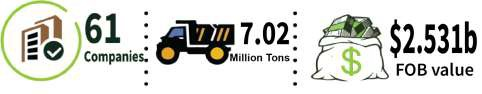 61
Companies
7.02
Million Tons
$2.531b
FOB value
$